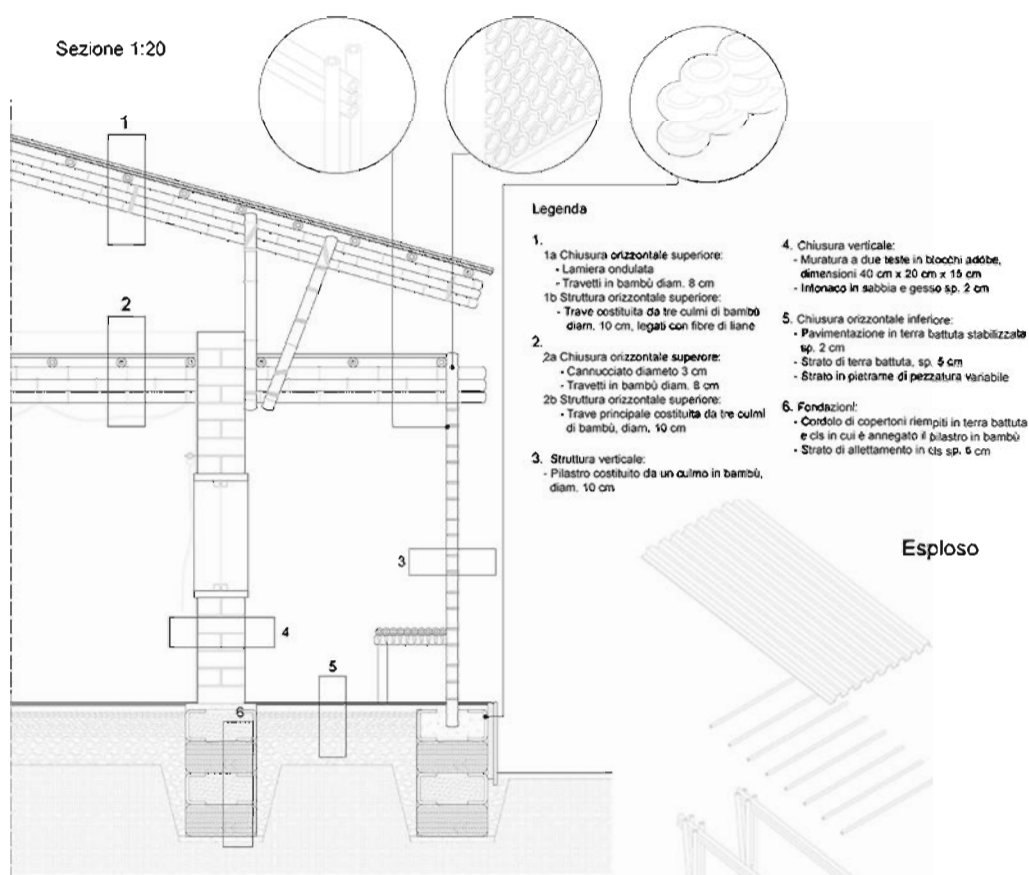 Sezione 1:20
1
2
3
4
5
6
Legenda
1.
1a Chiusura orizzontale superiore:
- Lamiera ondulata
- Travetti in bambù diam. 8 cm
1b Struttura orizzontale superiore:
- Trave costituita da tre culmi di bambù
diam. 10 cm, legati con fibre di liane
2.
2a Chiusura orizzontale superore:
- Cannucciato diameto 3 cm
- Travetti in bambù diam. 8 cm
2b Struttura orizzontale superiore:
- Trave principale costituita da tre culmi
di bambù, diam. 10 cm
3. Struttura verticale:
- Pilastro costituito da un culmo in bambù,
diam. 10 cm
4. Chiusura verticale:
- Muratura a due teste in blocchi adobe,
dimensioni 40 cm x 20 cm x 15 cm
- Intonaco in sabbia e gesso sp. 2 cm
5. Chiusura orizzontale inferiore:
- Pavimentazione in terra battuta stabilizzata
sp. 2 cm
- Strato di terra battuta, sp. 5 cm
- Strato in pietrame di pezzatura variabile
6. Fondazioni:
- Cordolo di copertoni riempiti in terra battuta
e cls in cui è annegato il pilastro in bambù
- Strato di allettamento in cls sp. 5 cm
Esploso